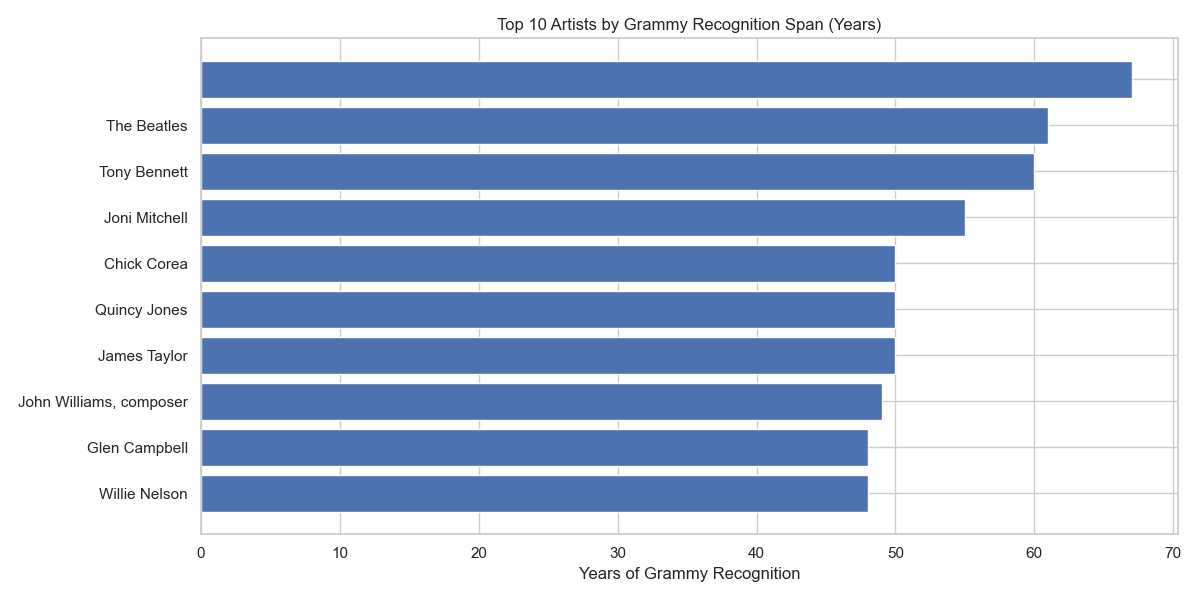 Top 10 Artists by Grammy Recognition Span (Years)
The Beatles
Tony Bennett
Joni Mitchell
Chick Corea
Quincy Jones
James Taylor
John Williams, composer
Glen Campbell
Willie Nelson
0 10 20 30 40 50 60 70
Years of Grammy Recognition